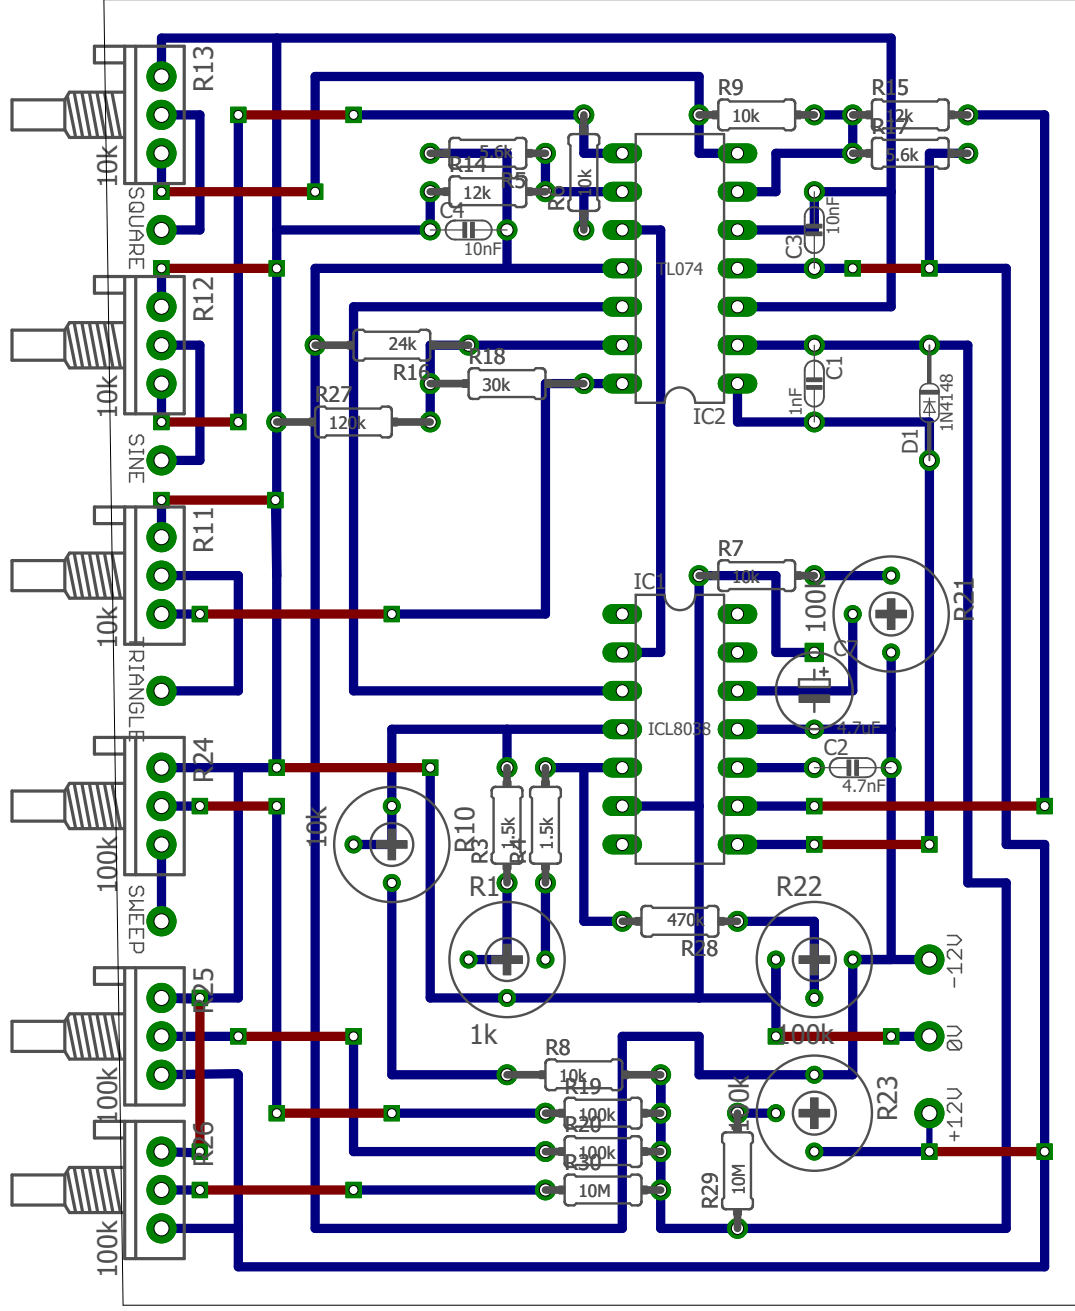 R13
10k
SQUARE
R12
10k
SINE
R11
10k
TRIANGLE
R24
100k
SWEEP
R25
100k
R26
100k
R9
10k
R15
12k
R17
5.6k
5.6k
R14
12k
R5
C4
10nF
10k
TL074
C3
10nF
24k
R16
R18
30k
R27
120k
IC2
C1
1nF
D1
1N4148
IC1
R7
10k
100k
R21
C7
+
4.7uF
ICL8038
C2
4.7nF
10k
R10
R3
1.5k
R4
1.5k
R1
1k
470k
R28
R22
100k
-12V
0V
+12V
R8
10k
R19
100k
R20
100k
R30
10M
R29
10M
100k
R23